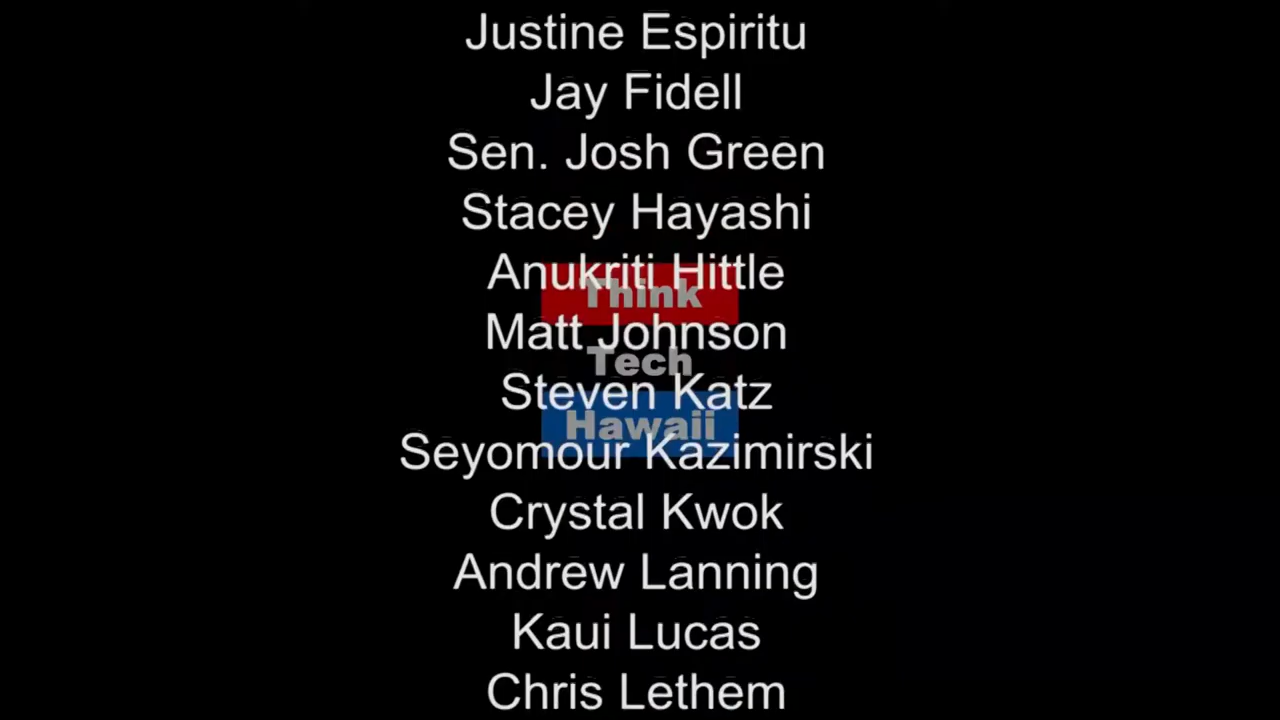 Justine Espiritu
Jay Fidell
Sen. Josh Green
Stacey Hayashi
Anukriti Hittle
Think
Matt Johnson
Tech
Steven Katz
Hawaii
Seyomour Kazimirski
Crystal Kwok
Andrew Lanning
Kaui Lucas
Chris Lethem